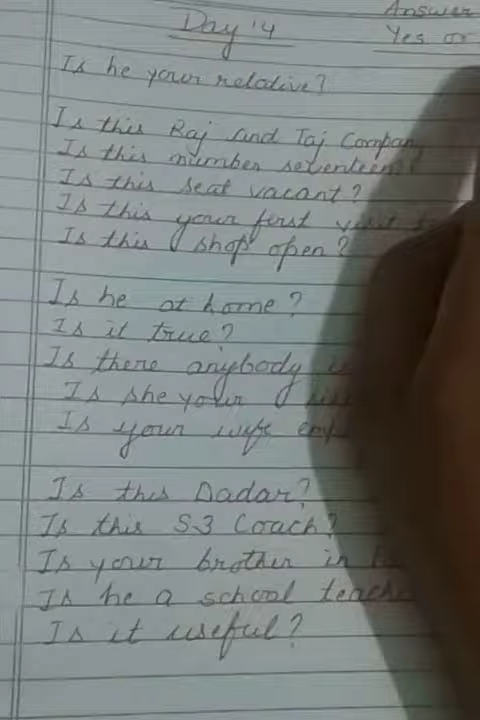 Answer
Day 14
Yes or
Is he your relative?
Is this Raj and Taj Company
Is this number seventeen?
Is this seat vacant?
Is this your first visit
Is this shop open?
Is he at home?
Is it true?
Is there anybody
Is she your
Is your wife
Is this Dadar?
Is this S-3 Coach?
Is your brother in
Is he a school
Is it useful?